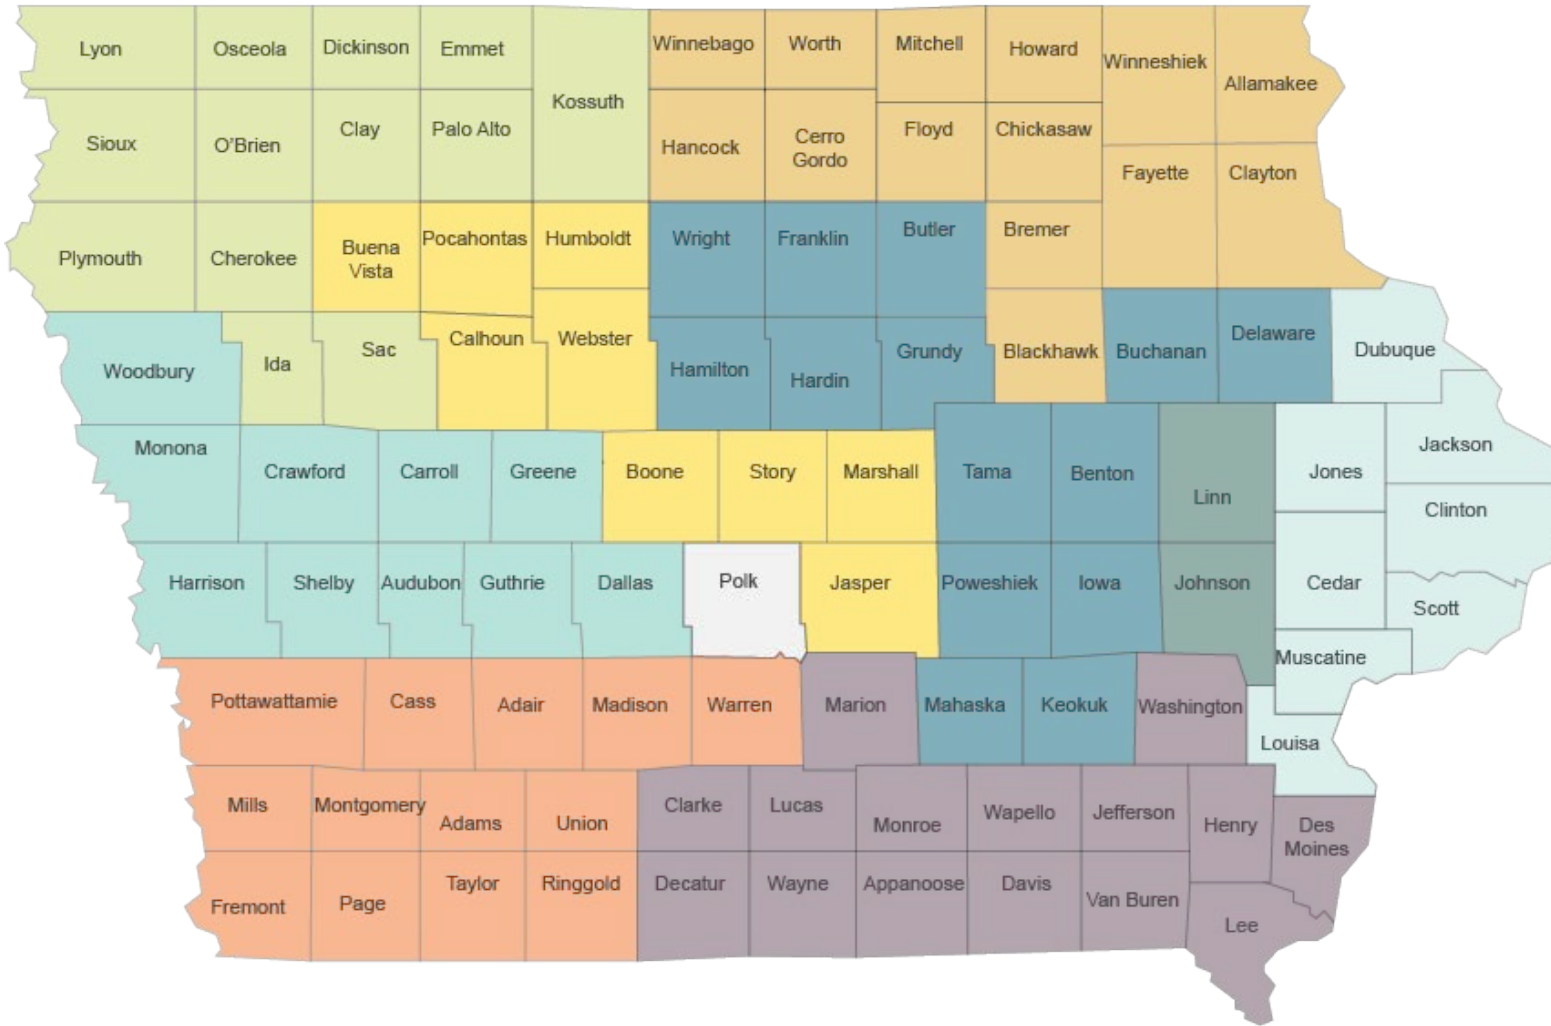 Lyon
Osceola
Dickinson
Emmet
Kossuth
Winnebago
Worth
Mitchell
Howard
Winneshiek
Allamakee
Sioux
O'Brien
Clay
Palo Alto
Hancock
Cerro
Gordo
Floyd
Chickasaw
Fayette
Clayton
Plymouth
Cherokee
Buena
Vista
Pocahontas
Humboldt
Wright
Franklin
Butler
Bremer
Woodbury
Ida
Sac
Calhoun
Webster
Hamilton
Hardin
Grundy
Blackhawk
Buchanan
Delaware
Dubuque
Monona
Crawford
Carroll
Greene
Boone
Story
Marshall
Tama
Benton
Linn
Jones
Jackson
Clinton
Harrison
Shelby
Audubon
Guthrie
Dallas
Polk
Jasper
Poweshiek
Iowa
Johnson
Cedar
Scott
Muscatine
Pottawattamie
Cass
Adair
Madison
Warren
Marion
Mahaska
Keokuk
Washington
Louisa
Mills
Montgomery
Adams
Union
Clarke
Lucas
Monroe
Wapello
Jefferson
Henry
Des
Moines
Fremont
Page
Taylor
Ringgold
Decatur
Wayne
Appanoose
Davis
Van Buren
Lee